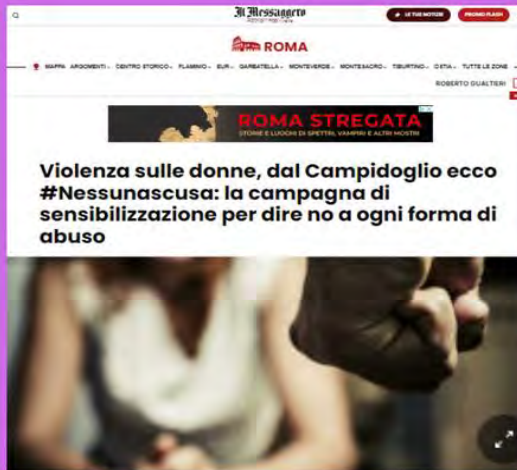 Il Messaggero
LE TUE NOTIZIE
PROMO FLASH
ROMA
MAPPA ARGOMENTI CENTRO STORICO FLAMINIO EUR GARBATELLA MONTEVERDE MONTESACRO TIBURTINO OSTIA TUTTE LE ZONE
ROBERTO GUALTIERI
ROMA STREGATA
STORIE E LUOGHI DI SPETTRI, VAMPIRI E ALTRI MOSTRI
Violenza sulle donne, dal Campidoglio ecco
#Nessunascusa: la campagna di
sensibilizzazione per dire no a ogni forma di
abuso